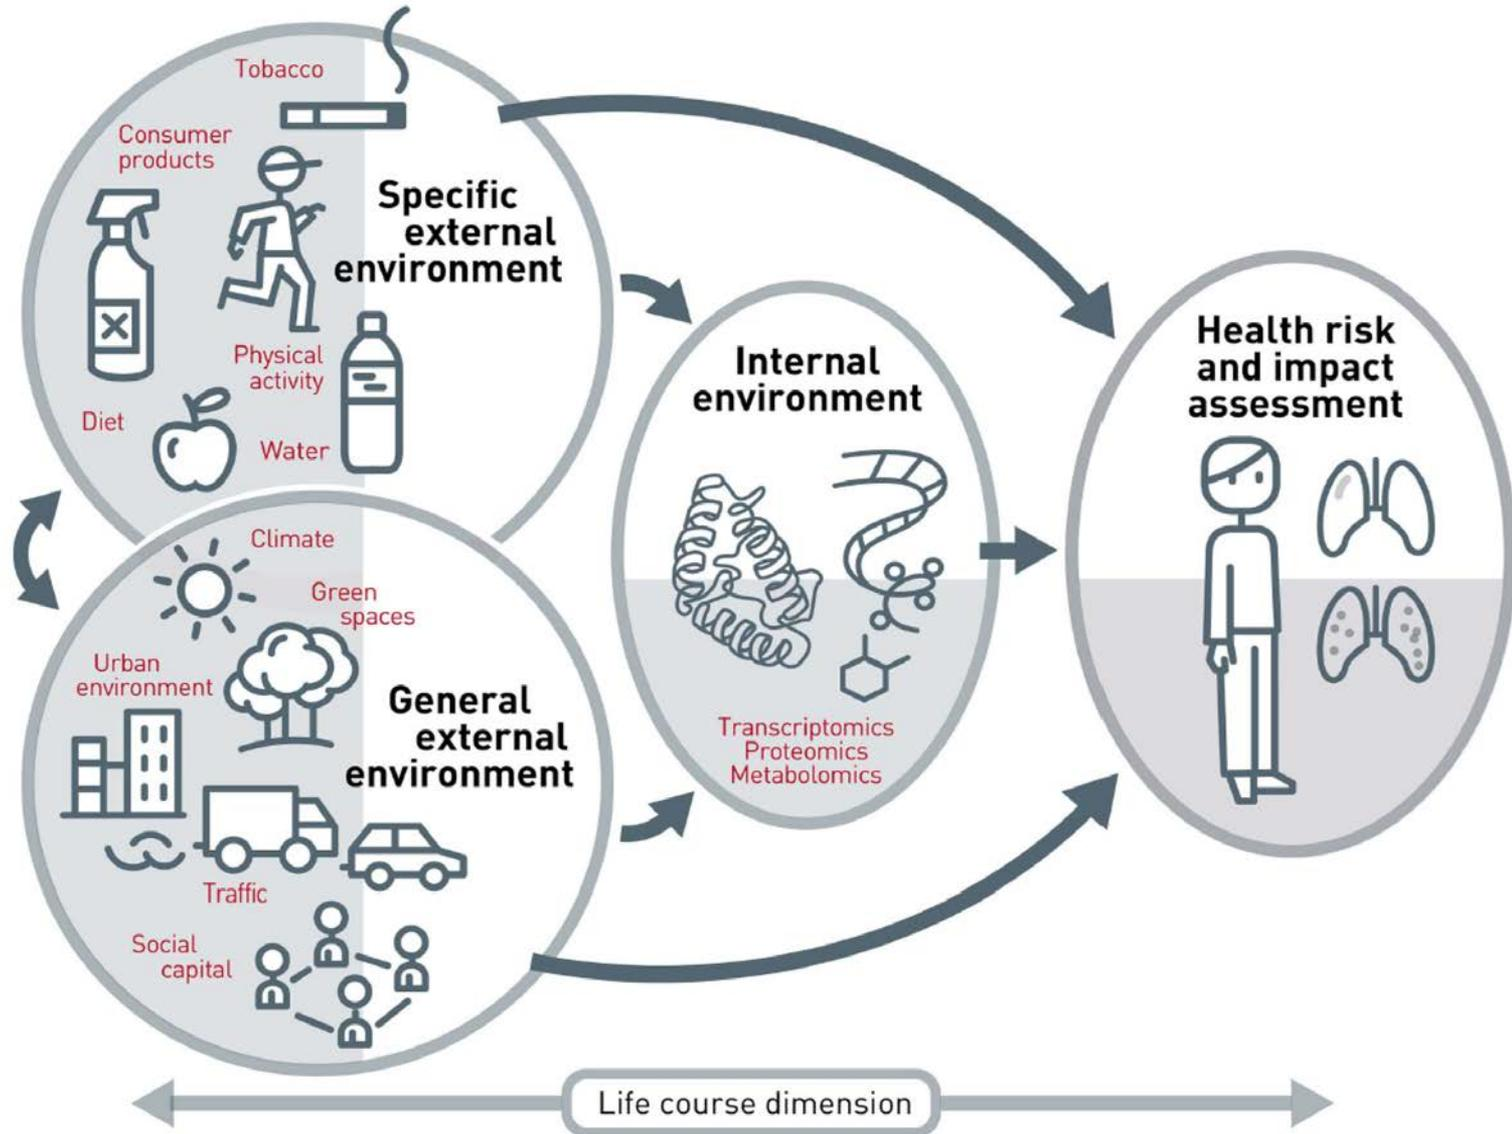 Tobacco
Consumer
products
Specific
external
environment
Physical
activity
Diet
Water
Climate
Green
spaces
Urban
environment
General
external
environment
Traffic
Social
capital
Internal
environment
Transcriptomics
Proteomics
Metabolomics
Health risk
and impact
assessment
Life course dimension